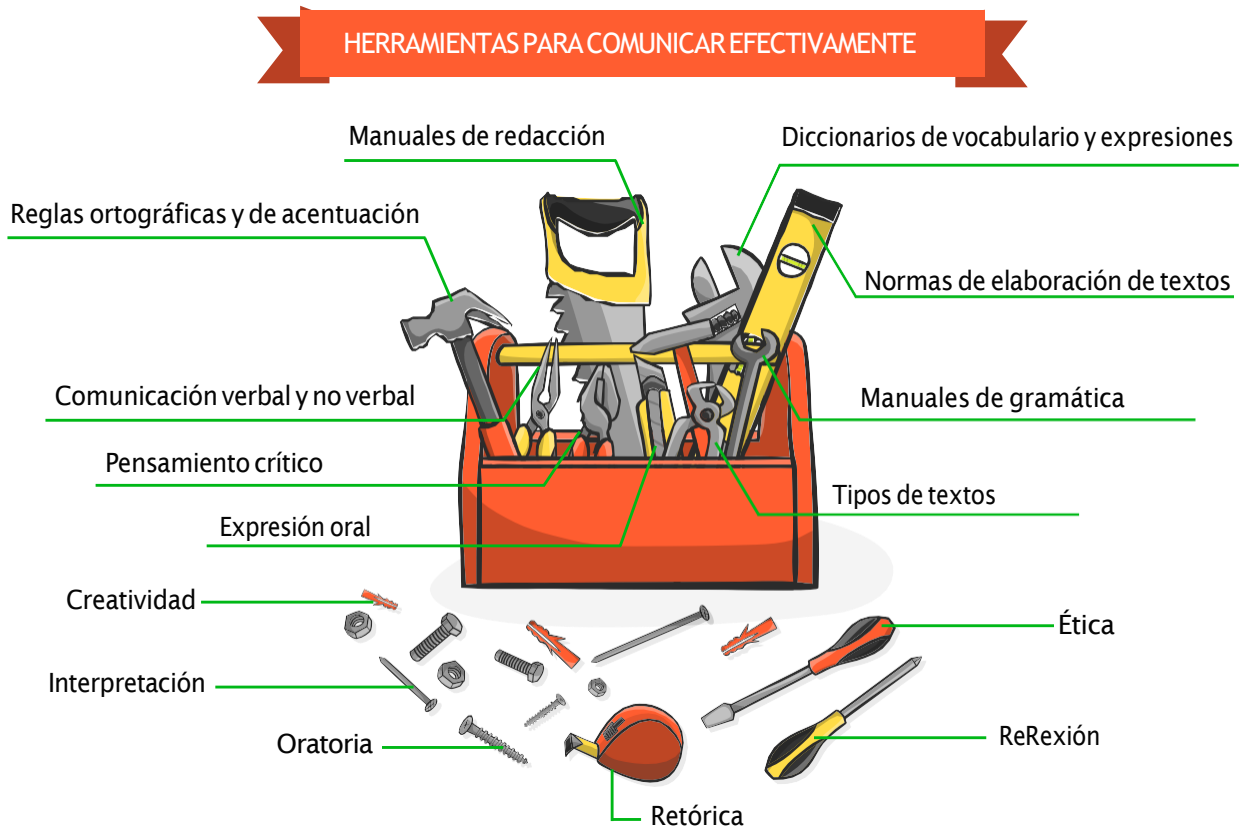 HERRAMIENTAS PARA COMUNICAR EFECTIVAMENTE
Manuales de redacción
Diccionarios de vocabulario y expresiones
Reglas ortográficas y de acentuación
Normas de elaboración de textos
Comunicación verbal y no verbal
Manuales de gramática
Pensamiento crítico
Tipos de textos
Expresión oral
Creatividad
Ética
Interpretación
Oratoria
ReRexión
Retórica